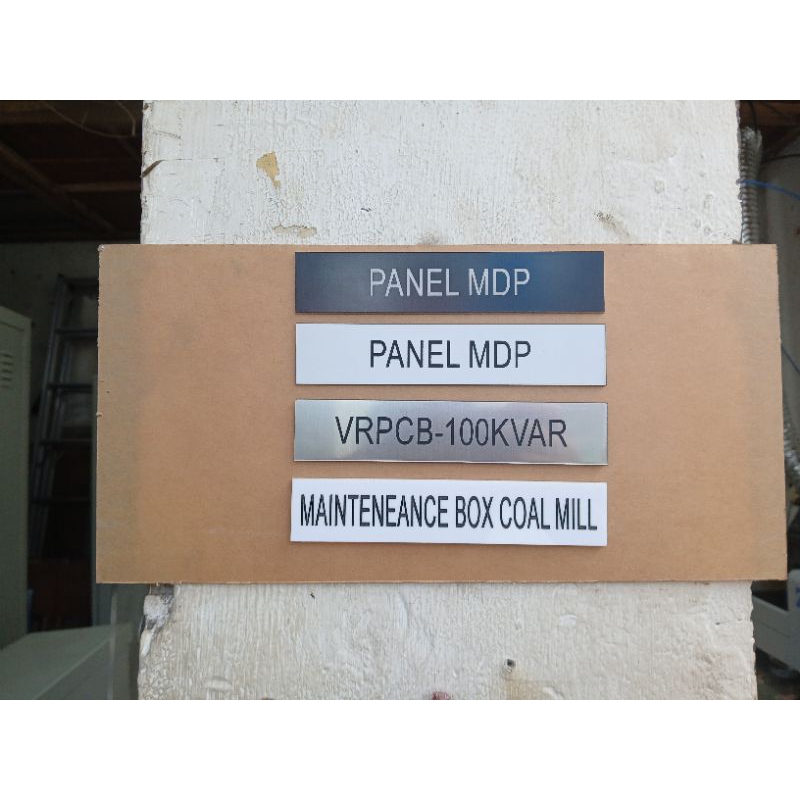 PANEL MDP
PANEL MDP
VRPCB-100KVAR
MAINTENEANCE BOX COAL MILL